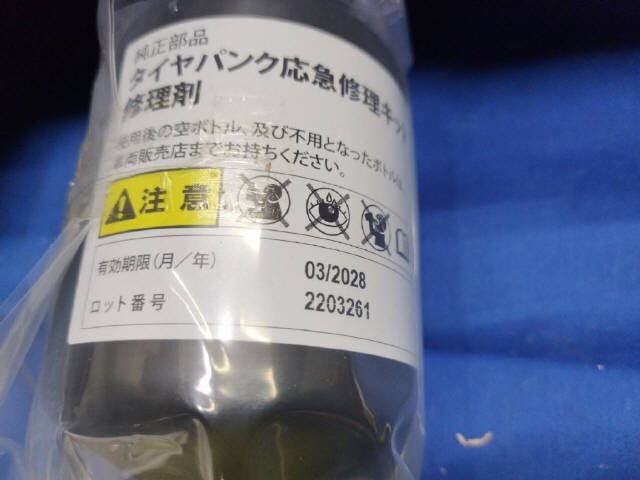 純正部品
タイヤパンク応急修理キット
修理剤
使用後の空ボトル、及び不用となったボトルは、
車両販売店までお持ちください。
注意
有効期限(月/年) 03/2028
ロット番号 2203261